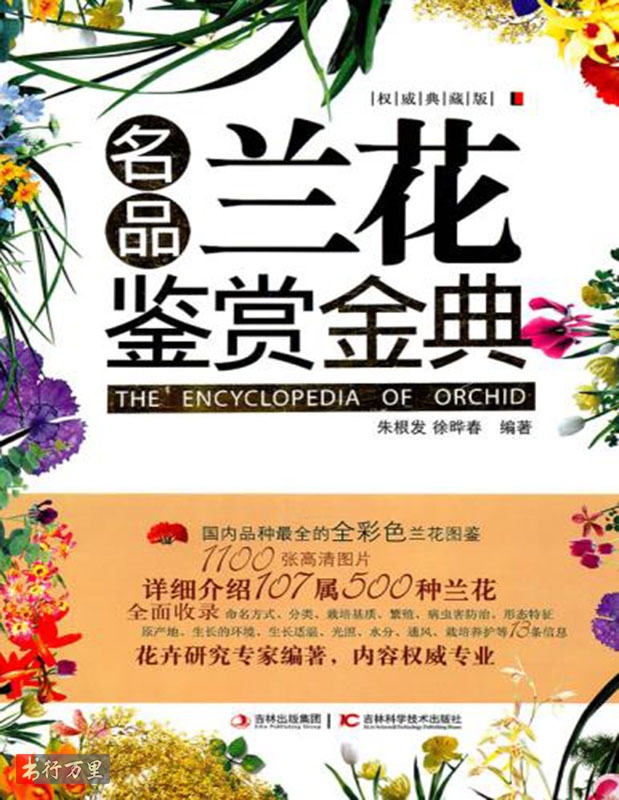 权威典藏版
名品
兰花
鉴赏金典
THE ENCYCLOPEDIA OF ORCHID
朱根发 徐晔春 编著
国内品种最全的全彩色兰花图鉴
1100张高清图片
详细介绍107属500种兰花
全面收录 命名方式、分类、栽培基质、繁殖、病虫害防治、形态特征
原产地、生长的环境、生长适温、光照、水分、通风、栽培养护等13条信息
花卉研究专家编著，内容权威专业
吉林出版集团
Jilin Publishing Group
吉林科学技术出版社
书行万里